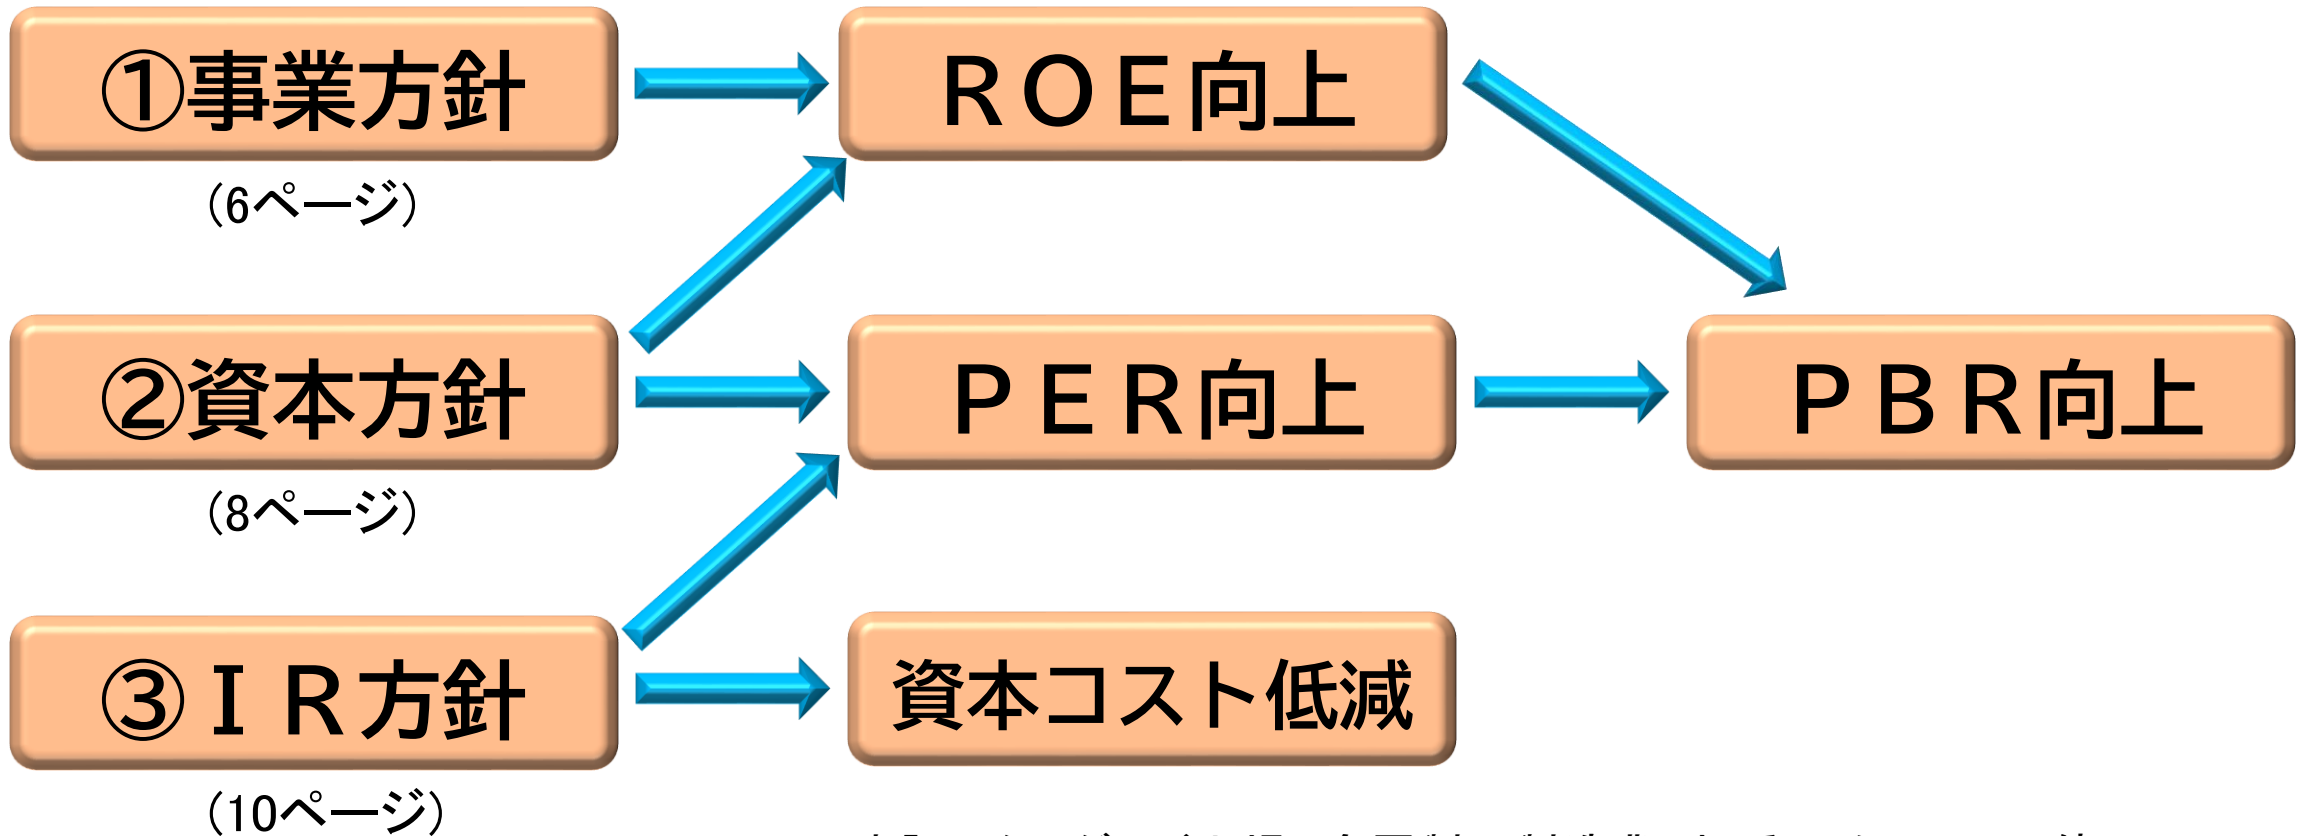 ①事業方針
ＲＯＥ向上
（6ページ）
②資本方針
ＰＥＲ向上
ＰＢＲ向上
（8ページ）
③ＩＲ方針
資本コスト低減
（10ページ）